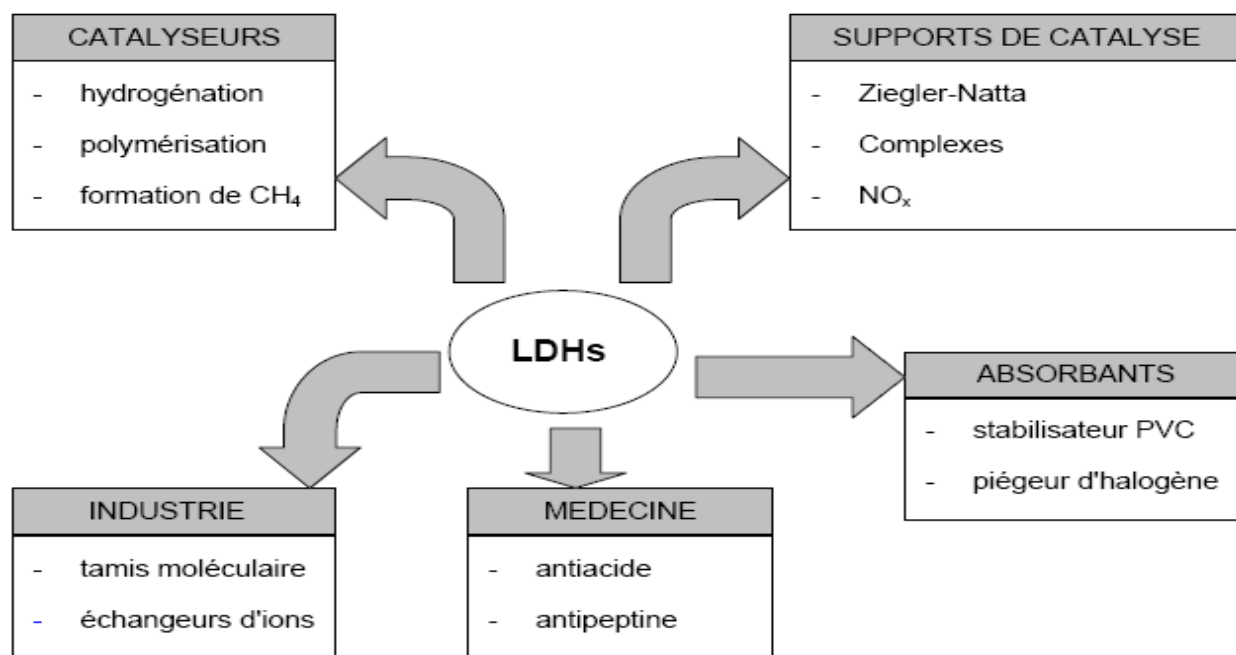 CATALYSEURS
- hydrogénation
- polymérisation
- formation de CH₄
SUPPORTS DE CATALYSE
- Ziegler-Natta
- Complexes
- NOₓ
LDHs
ABSORBANTS
- stabilisateur PVC
- piégeur d'halogène
INDUSTRIE
- tamis moléculaire
- échangeurs d'ions
MEDECINE
- antiacide
- antipeptine